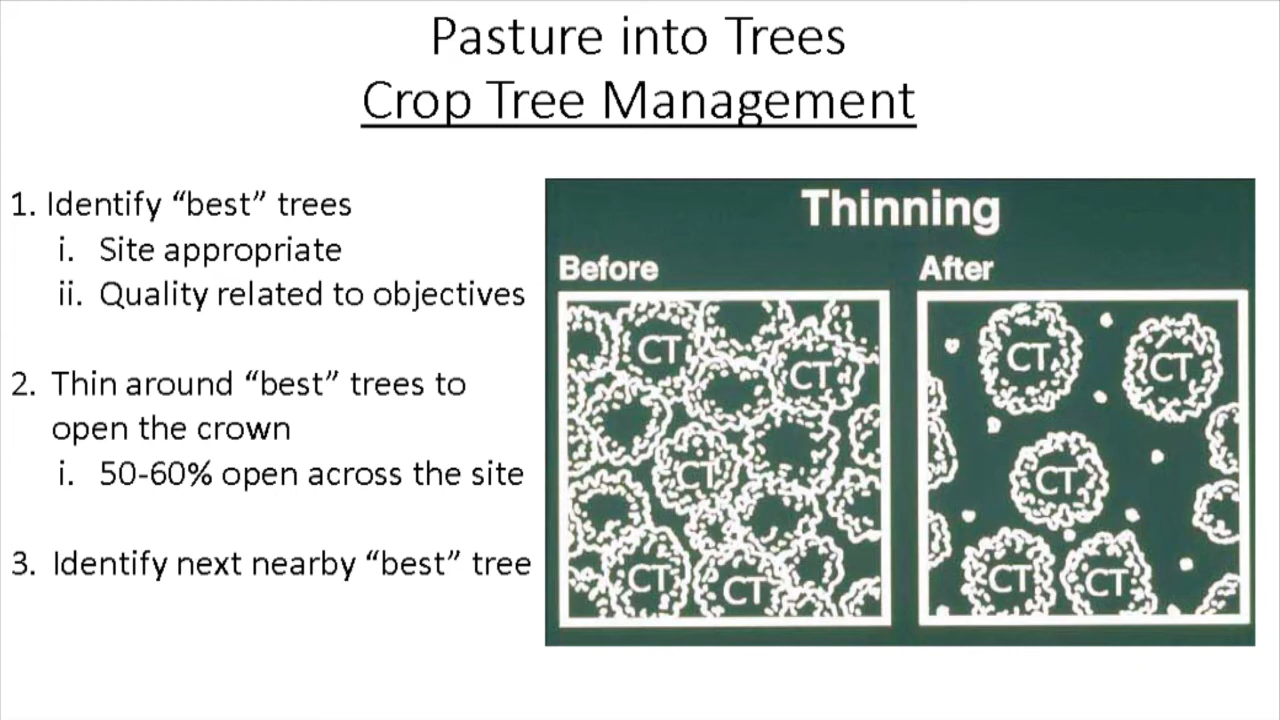 Pasture into Trees
Crop Tree Management
1. Identify “best” trees
i. Site appropriate
ii. Quality related to objectives
2. Thin around “best” trees to
open the crown
i. 50-60% open across the site
3. Identify next nearby “best” tree
Thinning
Before
After
CT
CT
CT
CT
CT
CT
CT
CT
CT
CT